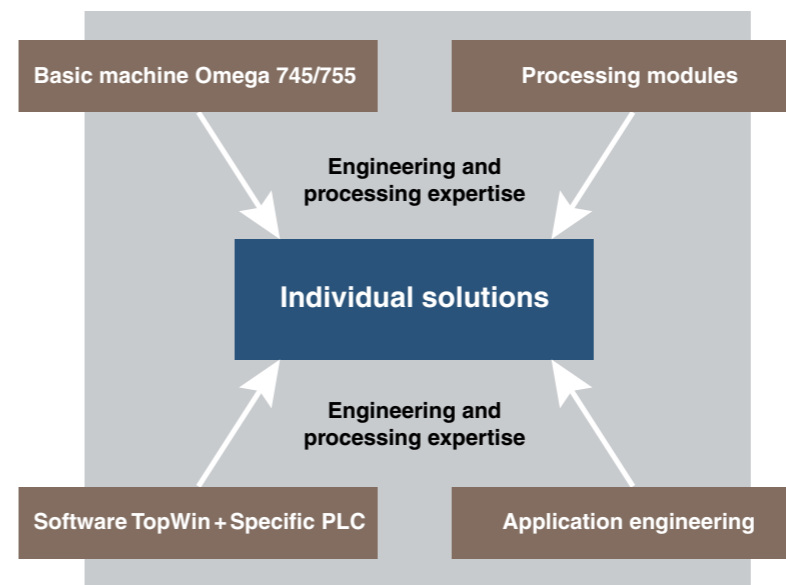 Basic machine Omega 745/755
Processing modules
Engineering and
processing expertise
Individual solutions
Engineering and
processing expertise
Software TopWin + Specific PLC
Application engineering